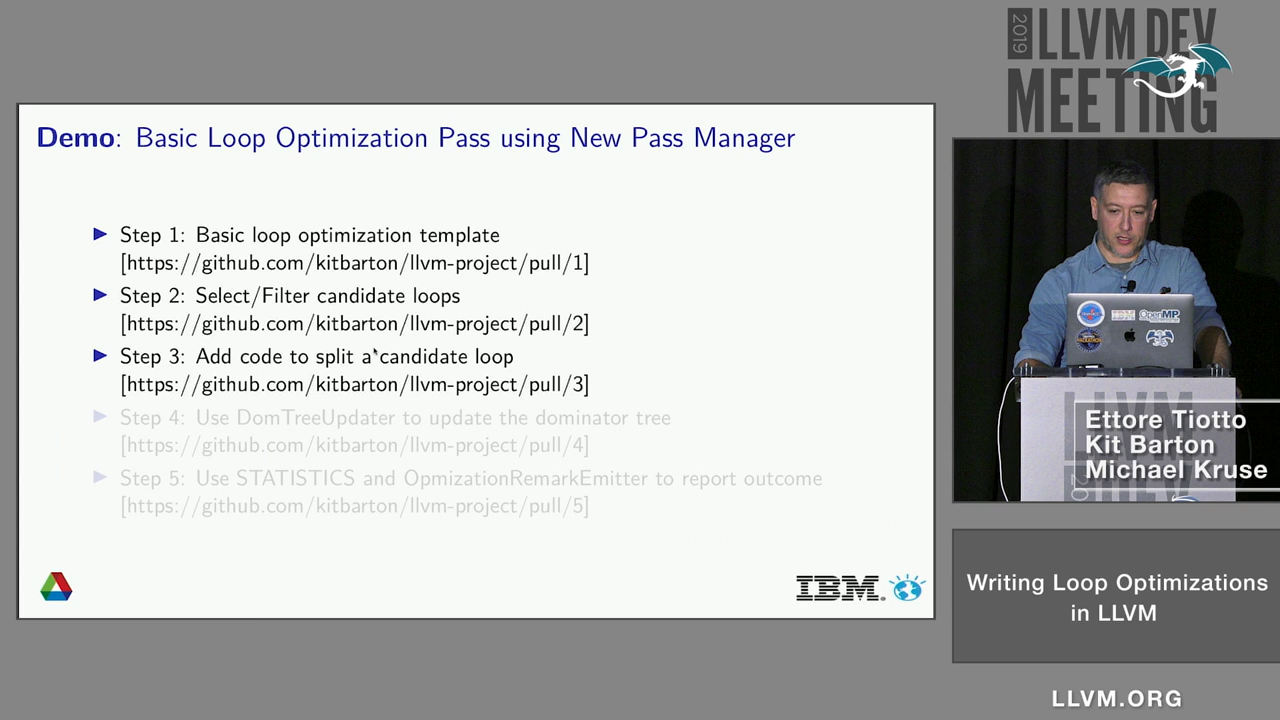 2019 LLVM DEV
MEETING
Demo: Basic Loop Optimization Pass using New Pass Manager
Step 1: Basic loop optimization template
[https://github.com/kitbarton/llvm-project/pull/1]
Step 2: Select/Filter candidate loops
[https://github.com/kitbarton/llvm-project/pull/2]
Step 3: Add code to split a candidate loop
[https://github.com/kitbarton/llvm-project/pull/3]
Step 4: Use DomTreeUpdater to update the dominator tree
[https://github.com/kitbarton/llvm-project/pull/4]
Step 5: Use STATISTICS and OpmizationRemarkEmitter to report outcome
[https://github.com/kitbarton/llvm-project/pull/5]
IBM
IBM OpenMP
Ettore Tiotto
Kit Barton
Michael Kruse
Writing Loop Optimizations
in LLVM
LLVM.ORG